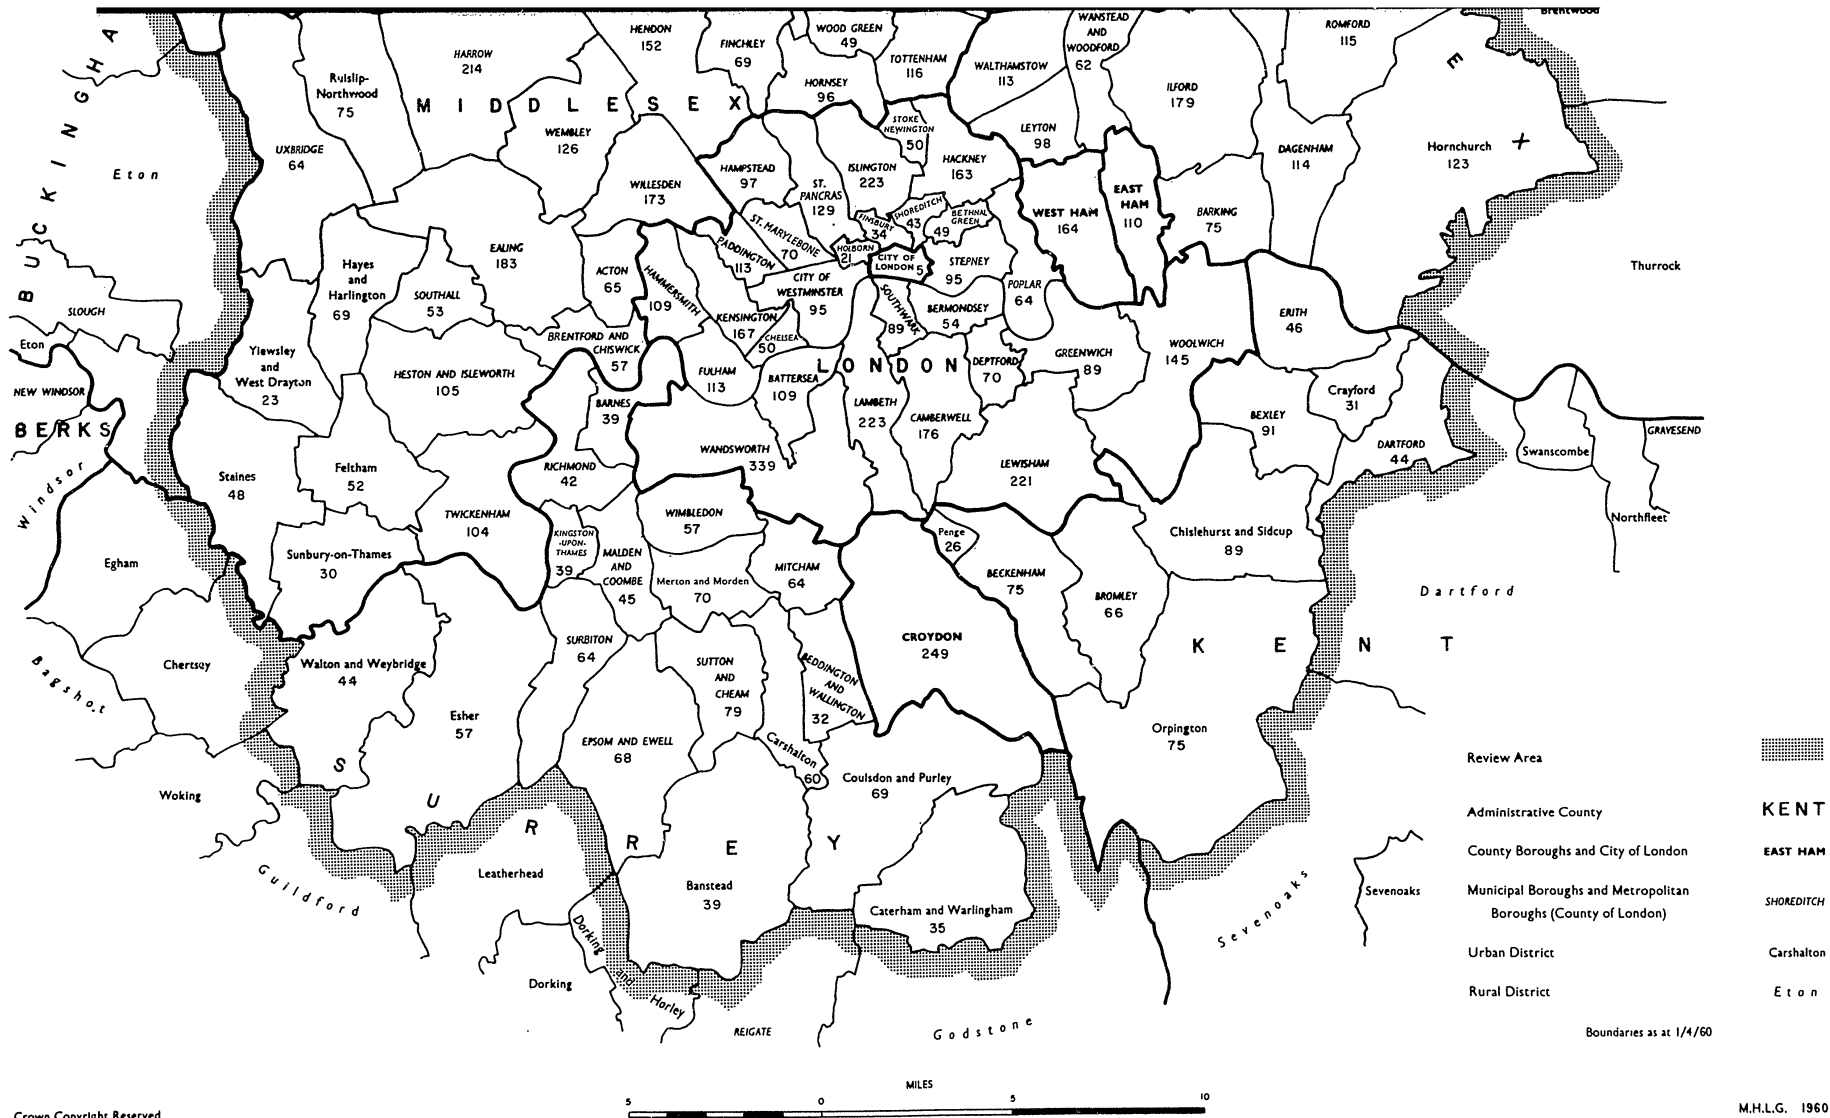 Brentwood
HENDON
152
FINCHLEY
69
WOOD GREEN
49
TOTTENHAM
116
WALTHAMSTOW
113
WANSTEAD
AND
WOODFORD
62
ROMFORD
115
HARROW
214
Ruislip-
Northwood
75
HORNSEY
96
ILFORD
179
E
MIDDLESEX
BUCKINGHA
UXBRIDGE
64
WEMBLEY
126
STOKE
NEWINGTON
50
LEYTON
98
DAGENHAM
114
Hornchurch
123
Eton
WILLESDEN
173
HAMPSTEAD
97
ST.
PANCRAS
129
ISLINGTON
223
HACKNEY
163
WEST HAM
164
EAST
HAM
110
BARKING
75
EALING
183
Hayes
and
Harlington
69
SOUTHALL
53
ACTON
65
HAMMERSMITH
109
PADDINGTON
113
ST. MARYLEBONE
70
FINSBURY
34
SHOREDITCH
43
BETHNAL
GREEN
49
HOLBORN
21
CITY OF
LONDON 5
STEPNEY
95
POPLAR
64
Thurrock
CITY OF
WESTMINSTER
95
KENSINGTON
167
CHELSEA
50
SOUTHWARK
89
BERMONDSEY
54
ERITH
46
SLOUGH
Eton
NEW WINDSOR
BERKS
Windsor
Yiewsley
and
West Drayton
23
HESTON AND ISLEWORTH
105
BRENTFORD AND
CHISWICK
57
FULHAM
113
BATTERSEA
109
LONDON
DEPTFORD
70
GREENWICH
89
WOOLWICH
145
BARNES
39
LAMBETH
223
CAMBERWELL
176
BEXLEY
91
Crayford
31
DARTFORD
44
Swanscombe
GRAVESEND
Northfleet
Staines
48
Feltham
52
RICHMOND
42
WANDSWORTH
339
LEWISHAM
221
TWICKENHAM
104
WIMBLEDON
57
KINGSTON
-UPON-
THAMES
39
MALDEN
AND
COOMBE
45
Sunbury-on-Thames
30
Egham
Merton and Morden
70
MITCHAM
64
Penge
26
BECKENHAM
75
BROMLEY
66
Chislehurst and Sidcup
89
Dartford
KENT
Bagshot
Chertsey
Walton and Weybridge
44
SURBITON
64
SUTTON
AND
CHEAM
79
BEDDINGTON
AND
WALLINGTON
32
CROYDON
249
Esher
57
EPSOM AND EWELL
68
Carshalton
60
Coulsdon and Purley
69
Orpington
75
Woking
SURREY
Guildford
Leatherhead
Banstead
39
Caterham and Warlingham
35
Sevenoaks
Sevenoaks
Dorking
Dorking
and
Horley
REIGATE
Godstone
Review Area
Administrative County KENT
County Boroughs and City of London EAST HAM
Municipal Boroughs and Metropolitan
Boroughs (County of London) SHOREDITCH
Urban District Carshalton
Rural District Eton
Boundaries as at 1/4/60
MILES
5 0 5 10
Crown Copyright Reserved
M.H.L.G. 1960